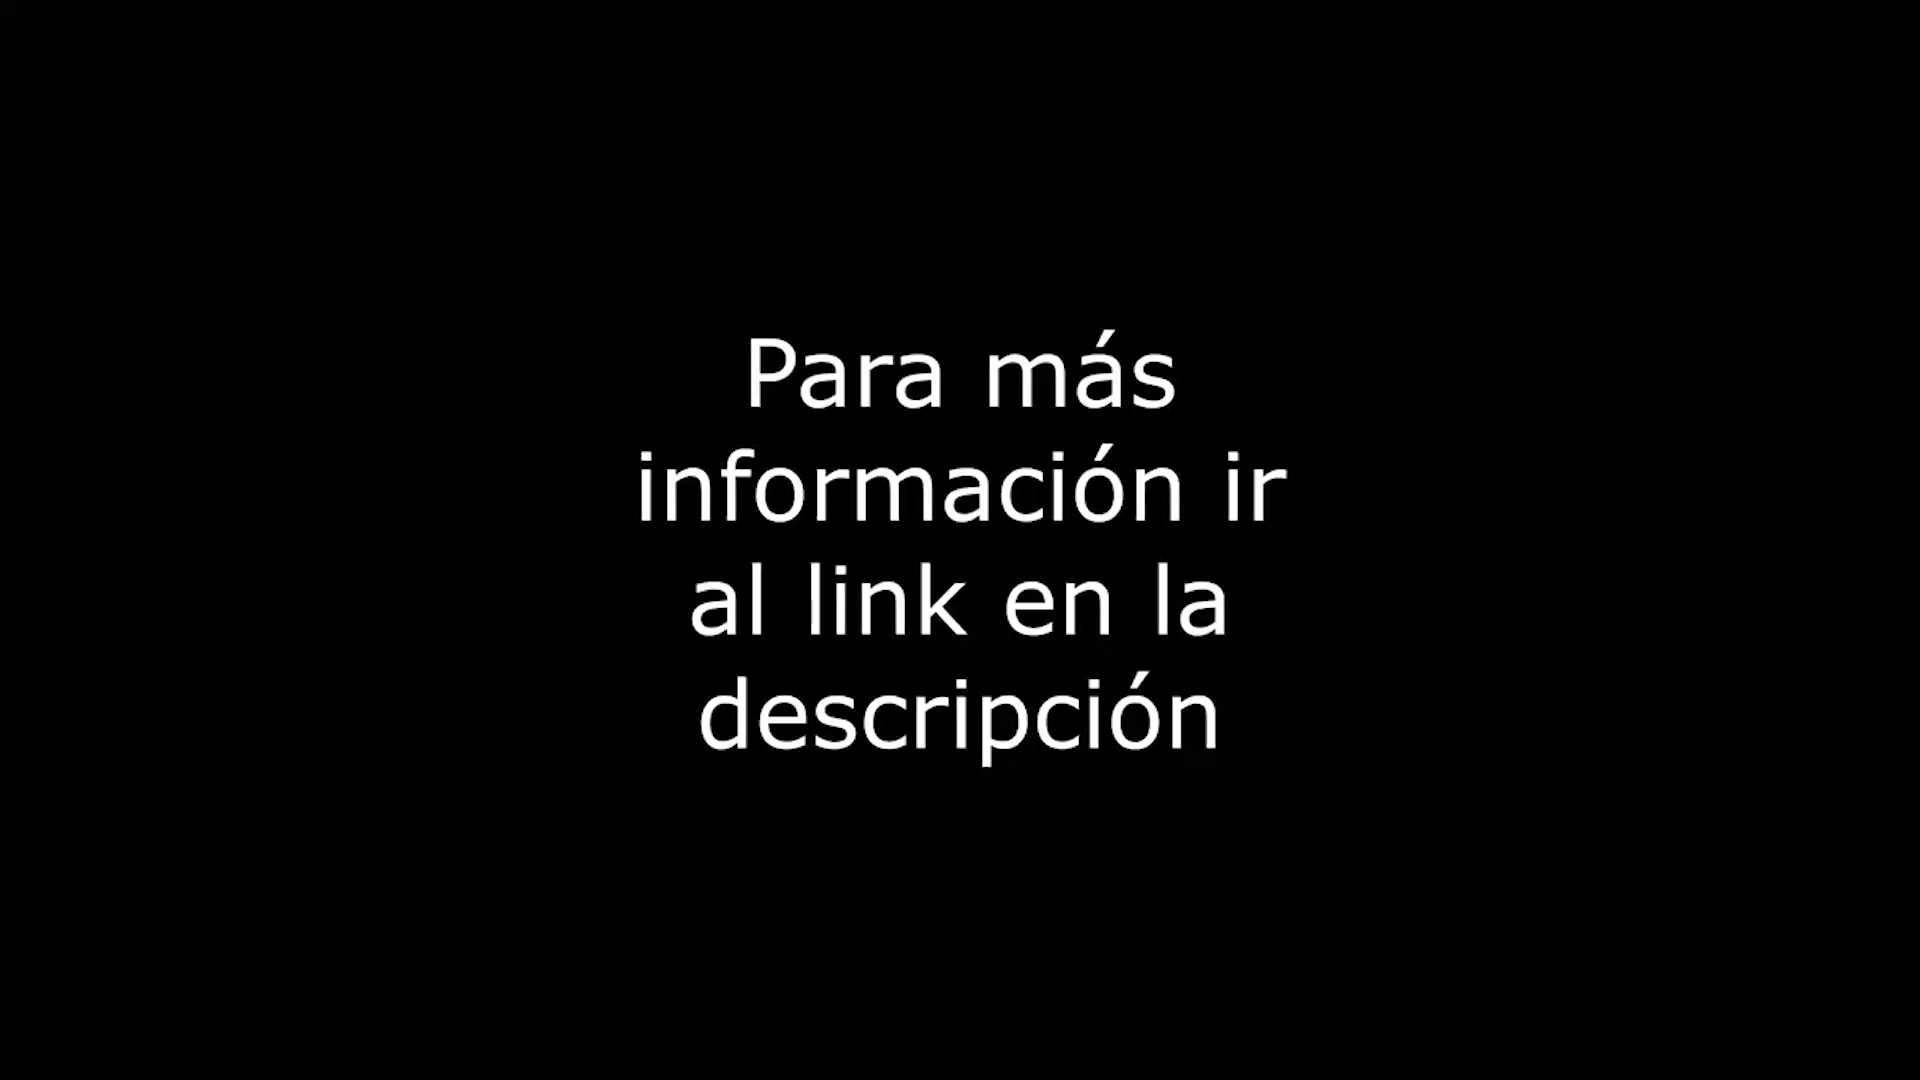 Para más
información ir
al link en la
descripción